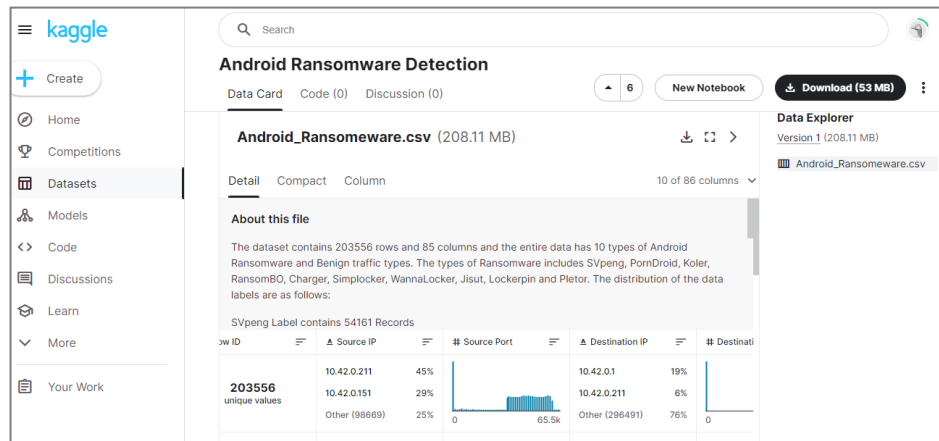 kaggle
Search
Create
Home
Competitions
Datasets
Models
Code
Discussions
Learn
More
Your Work
Android Ransomware Detection
Data Card Code (0) Discussion (0)
6
New Notebook
Download (53 MB)
Android_Ransomeware.csv (208.11 MB)
Detail Compact Column
10 of 86 columns
About this file
The dataset contains 203556 rows and 85 columns and the entire data has 10 types of Android
Ransomware and Benign traffic types. The types of Ransomware includes SVpeng, PornDroid, Koler,
RansomBO, Charger, Simplocker, WannaLocker, Jisut, Lockerpin and Pletor. The distribution of the data
labels are as follows:
SVpeng Label contains 54161 Records
ow ID
Source IP
# Source Port
Destination IP
# Destinati
203556
unique values
10.42.0.211 45%
10.42.0.151 29%
Other (98669) 25%
0 65.5k
10.42.0.1 19%
10.42.0.211 6%
Other (296491) 76%
0
Data Explorer
Version 1 (208.11 MB)
Android_Ransomeware.csv